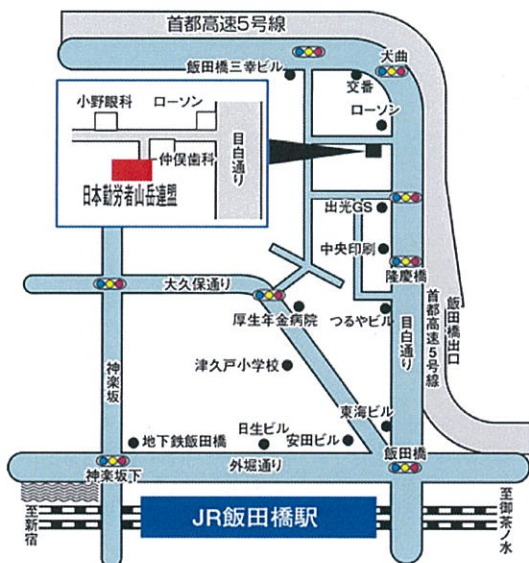 首都高速5号線
飯田橋三幸ビル
大曲
交番
ローソン
小野眼科
ローソン
仲俣歯科
目白通り
日本勤労者山岳連盟
出光GS
中央印刷
隆慶橋
大久保通り
厚生年金病院
つるやビル
目白通り
首都高速5号線
飯田橋出口
神楽坂
津久戸小学校
東海ビル
日生ビル
地下鉄飯田橋
安田ビル
飯田橋
神楽坂下
外堀通り
至新宿
JR飯田橋駅
至御茶ノ水